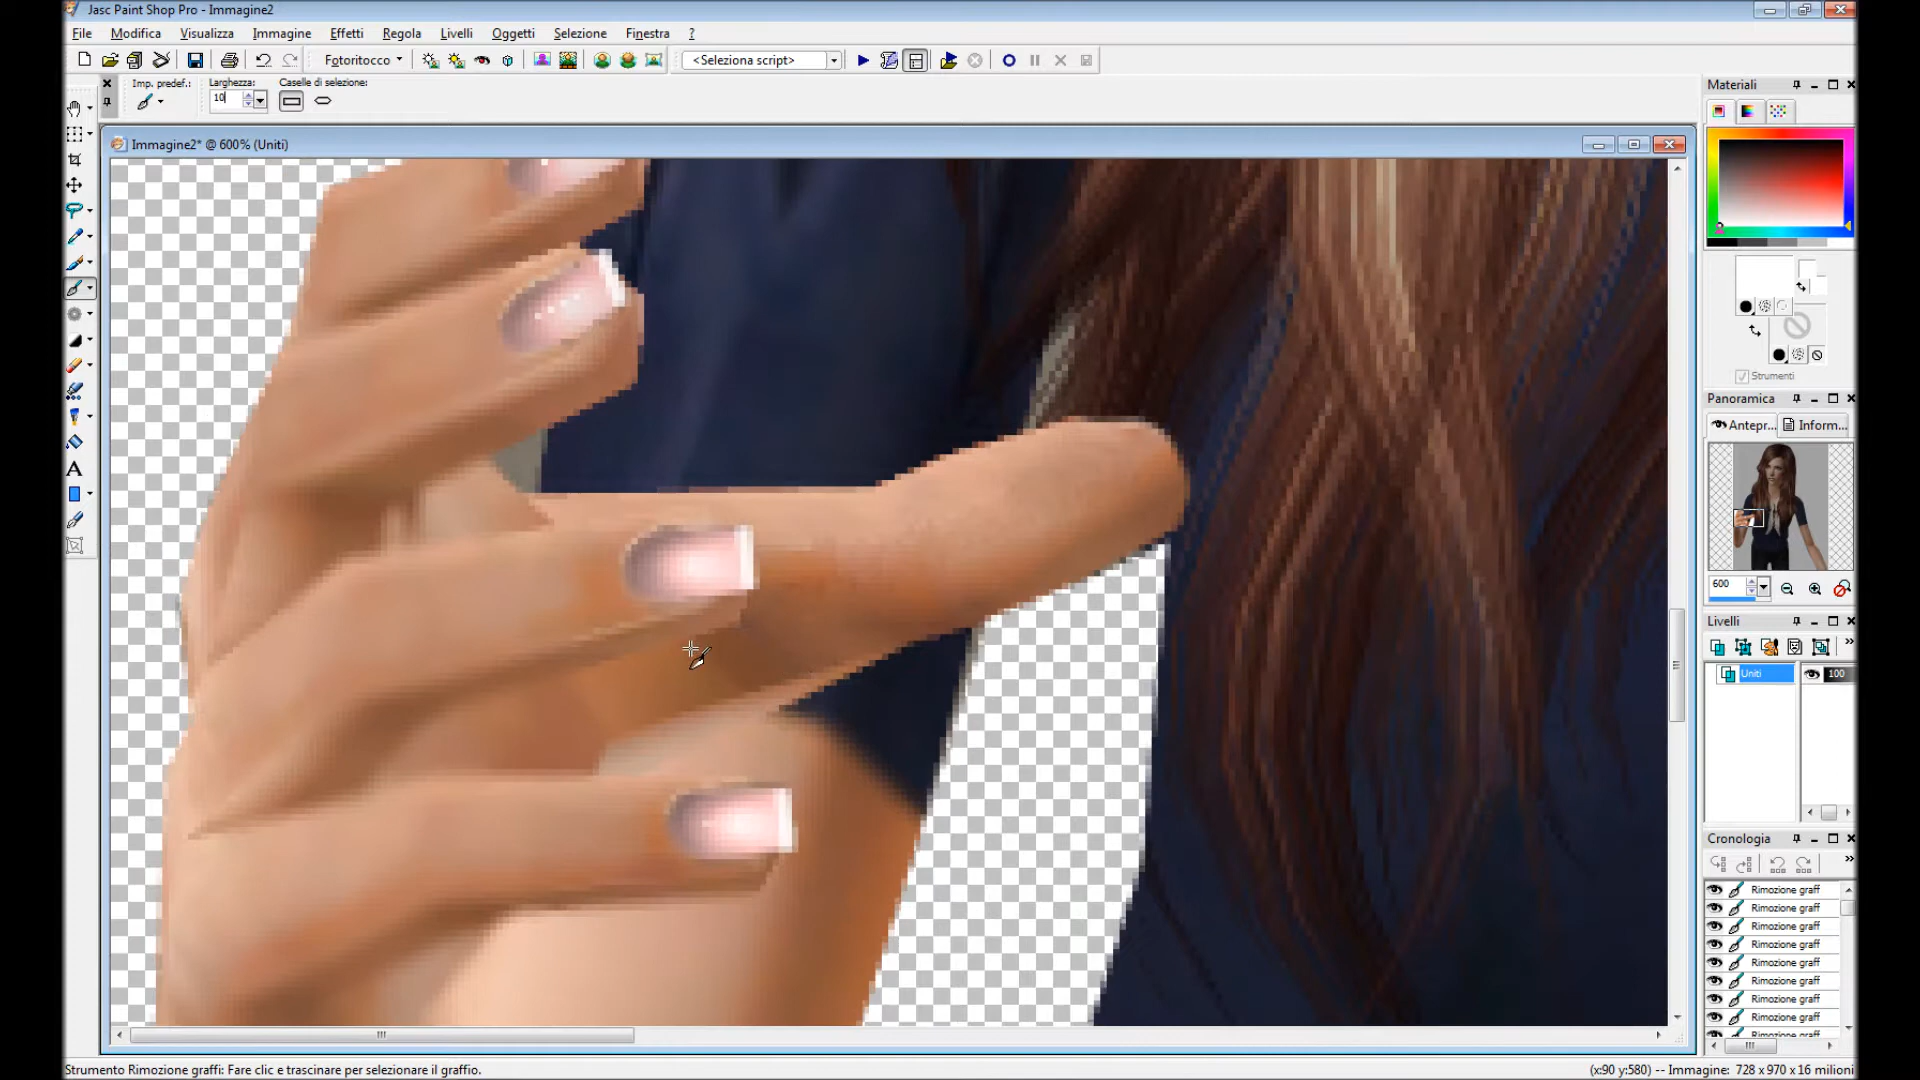 Jasc Paint Shop Pro - Immagine2
File Modifica Visualizza Immagine Effetti Regola Livelli Oggetti Selezione Finestra ?
Fotoritocco
<Seleziona script>
Imp. predef.: Larghezza: Caselle di selezione:
10
Immagine2* @ 600% (Uniti)
Materiali
Strumenti
Panoramica
Antepr... Inform...
600
Livelli
Uniti 100
Cronologia
Rimozione graff
Rimozione graff
Rimozione graff
Rimozione graff
Rimozione graff
Rimozione graff
Rimozione graff
Rimozione graff
Rimozione graff
A
Strumento Rimozione graffi: Fare clic e trascinare per selezionare il graffio.
(x:90 y:580) -- Immagine: 728 x 970 x 16 milioni